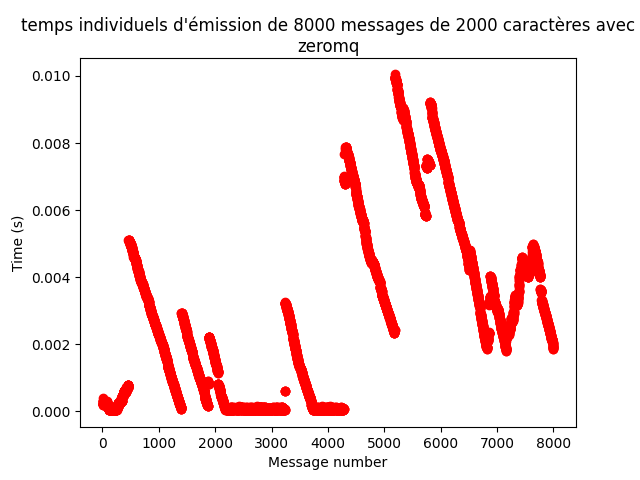 temps individuels d'émission de 8000 messages de 2000 caractères avec
zeromq
0.010
0.008
0.006
0.004
0.002
0.000
Time (s)
0 1000 2000 3000 4000 5000 6000 7000 8000
Message number